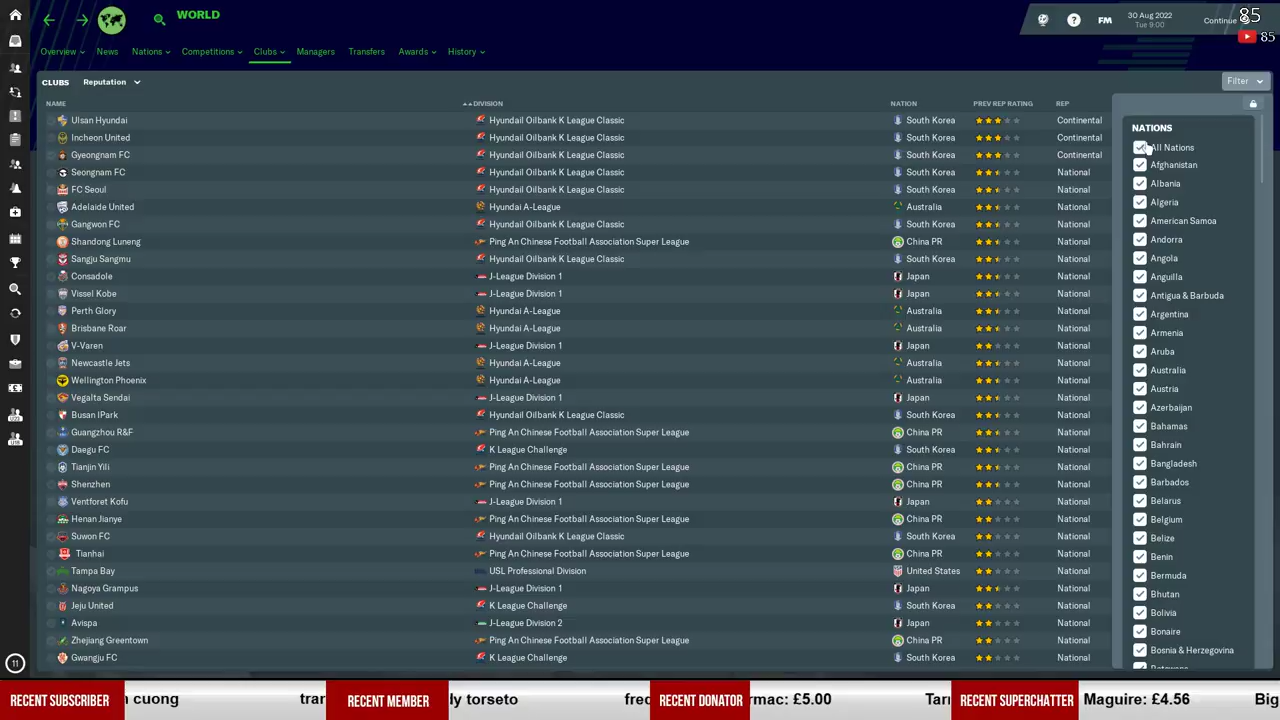 WORLD
30 Aug 2022
Tue 9:00
FM
Continue
85
85
Overview
News
Nations
Competitions
Clubs
Managers
Transfers
Awards
History
CLUBS Reputation
Filter
NAME DIVISION NATION PREV REP RATING REP
Ulsan Hyundai Hyundail Oilbank K League Classic South Korea Continental
Incheon United Hyundail Oilbank K League Classic South Korea Continental
Gyeongnam FC Hyundail Oilbank K League Classic South Korea Continental
Seongnam FC Hyundail Oilbank K League Classic South Korea National
FC Seoul Hyundail Oilbank K League Classic South Korea National
Adelaide United Hyundai A-League Australia National
Gangwon FC Hyundail Oilbank K League Classic South Korea National
Shandong Luneng Ping An Chinese Football Association Super League China PR National
Sangju Sangmu Hyundail Oilbank K League Classic South Korea National
Consadole J-League Division 1 Japan National
Vissel Kobe J-League Division 1 Japan National
Perth Glory Hyundai A-League Australia National
Brisbane Roar Hyundai A-League Australia National
V-Varen J-League Division 1 Japan National
Newcastle Jets Hyundai A-League Australia National
Wellington Phoenix Hyundai A-League Australia National
Vegalta Sendai J-League Division 1 Japan National
Busan IPark Hyundail Oilbank K League Classic South Korea National
Guangzhou R&F Ping An Chinese Football Association Super League China PR National
Daegu FC K League Challenge South Korea National
Tianjin Yili Ping An Chinese Football Association Super League China PR National
Shenzhen Ping An Chinese Football Association Super League China PR National
Ventforet Kofu J-League Division 1 Japan National
Henan Jianye Ping An Chinese Football Association Super League China PR National
Suwon FC Hyundail Oilbank K League Classic South Korea National
Tianhai Ping An Chinese Football Association Super League China PR National
Tampa Bay USL Professional Division United States National
Nagoya Grampus J-League Division 1 Japan National
Jeju United K League Challenge South Korea National
Avispa J-League Division 2 Japan National
Zhejiang Greentown Ping An Chinese Football Association Super League China PR National
Gwangju FC K League Challenge South Korea National
NATIONS
All Nations
Afghanistan
Albania
Algeria
American Samoa
Andorra
Angola
Anguilla
Antigua & Barbuda
Argentina
Armenia
Aruba
Australia
Austria
Azerbaijan
Bahamas
Bahrain
Bangladesh
Barbados
Belarus
Belgium
Belize
Benin
Bermuda
Bhutan
Bolivia
Bonaire
Bosnia & Herzegovina
11
RECENT SUBSCRIBER cuong tran RECENT MEMBER dy torseto fred RECENT DONATOR rmac: £5.00 Tarr RECENT SUPERCHATTER Maguire: £4.56 Big